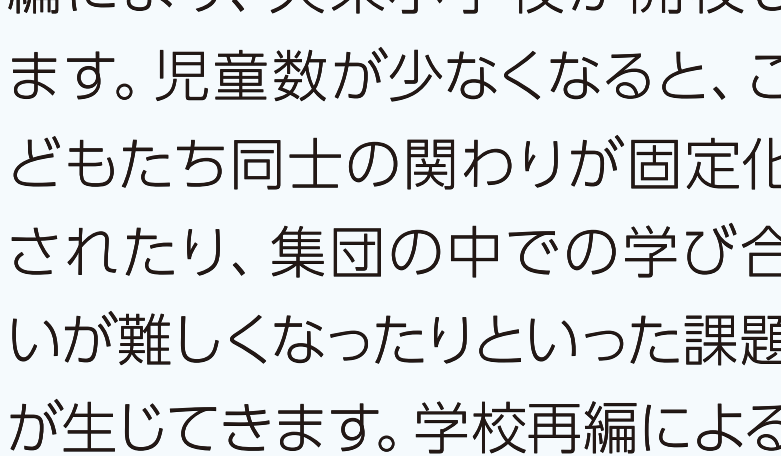 ます。児童数が少なくなると、こ
どもたち同士の関わりが固定化
されたり、集団の中での学び合
いが難しくなったりといった課題
が生じてきます。学校再編による